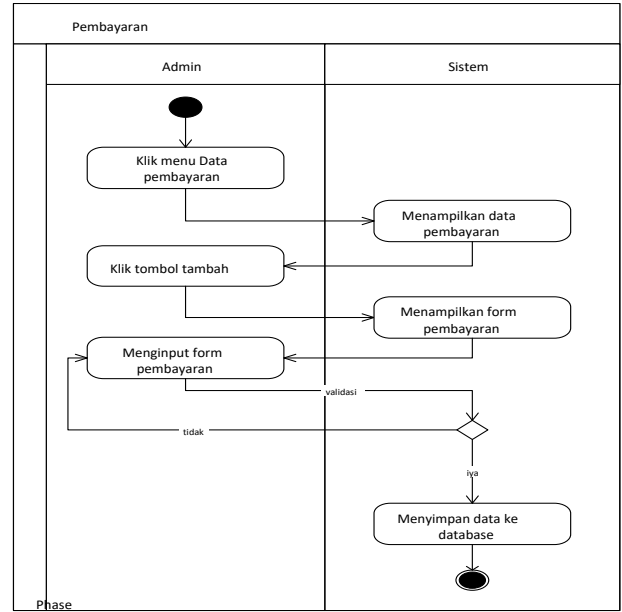 Pembayaran
Admin
Sistem
Klik menu Data
pembayaran
Menampilkan data
pembayaran
Klik tombol tambah
Menampilkan form
pembayaran
Menginput form
pembayaran
validasi
tidak
iya
Menyimpan data ke
database
Phase